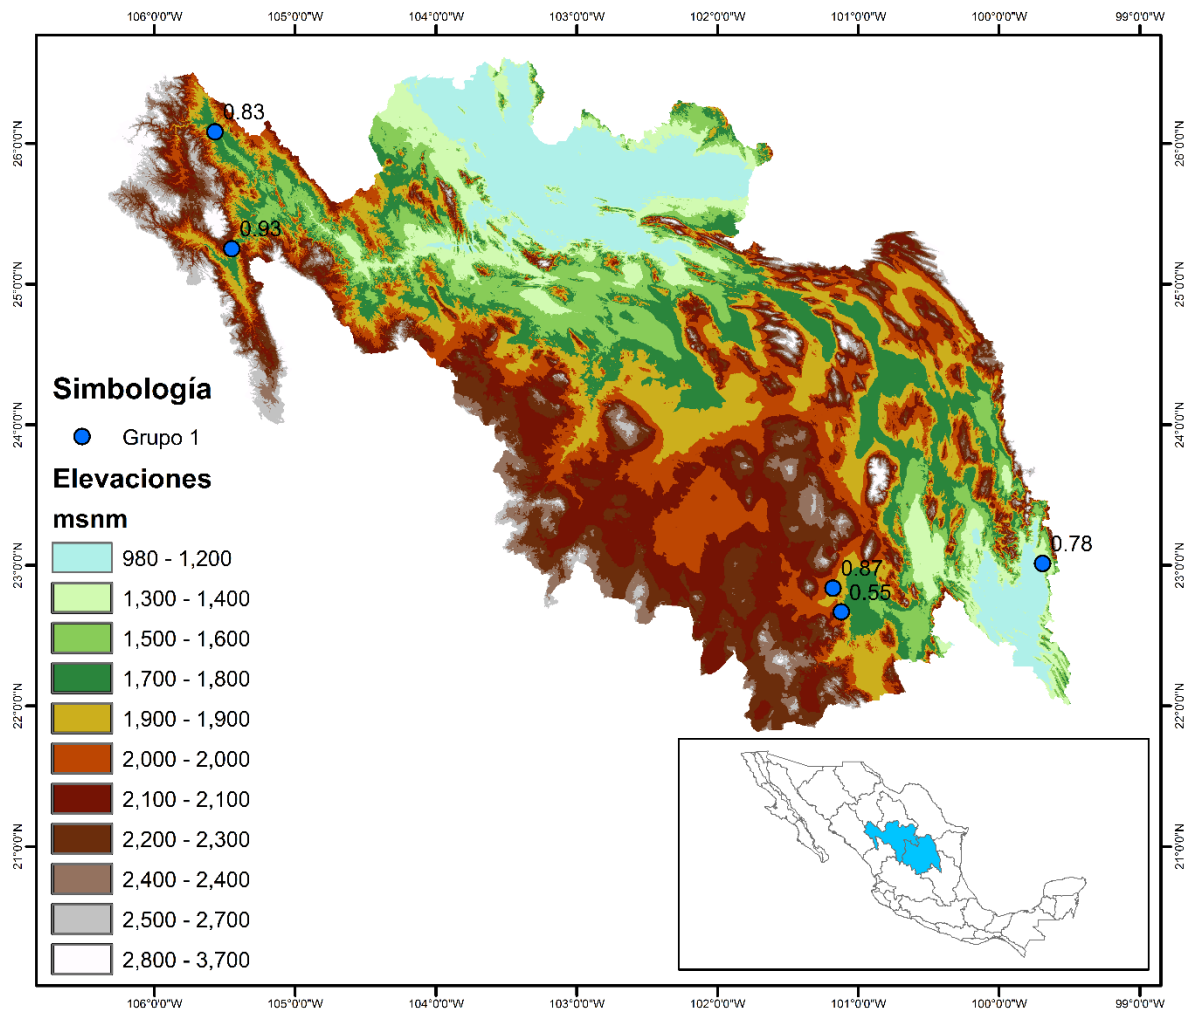 106°0'0"W 105°0'0"W 104°0'0"W 103°0'0"W 102°0'0"W 101°0'0"W 100°0'0"W 99°0'0"W
26°0'0"N
25°0'0"N
24°0'0"N
23°0'0"N
22°0'0"N
21°0'0"N
0.83
0.93
0.78
0.87
0.55
Simbología
Grupo 1
Elevaciones
msnm
980 - 1,200
1,300 - 1,400
1,500 - 1,600
1,700 - 1,800
1,900 - 1,900
2,000 - 2,000
2,100 - 2,100
2,200 - 2,300
2,400 - 2,400
2,500 - 2,700
2,800 - 3,700
26°0'0"N
25°0'0"N
24°0'0"N
23°0'0"N
22°0'0"N
21°0'0"N
106°0'0"W 105°0'0"W 104°0'0"W 103°0'0"W 102°0'0"W 101°0'0"W 100°0'0"W 99°0'0"W